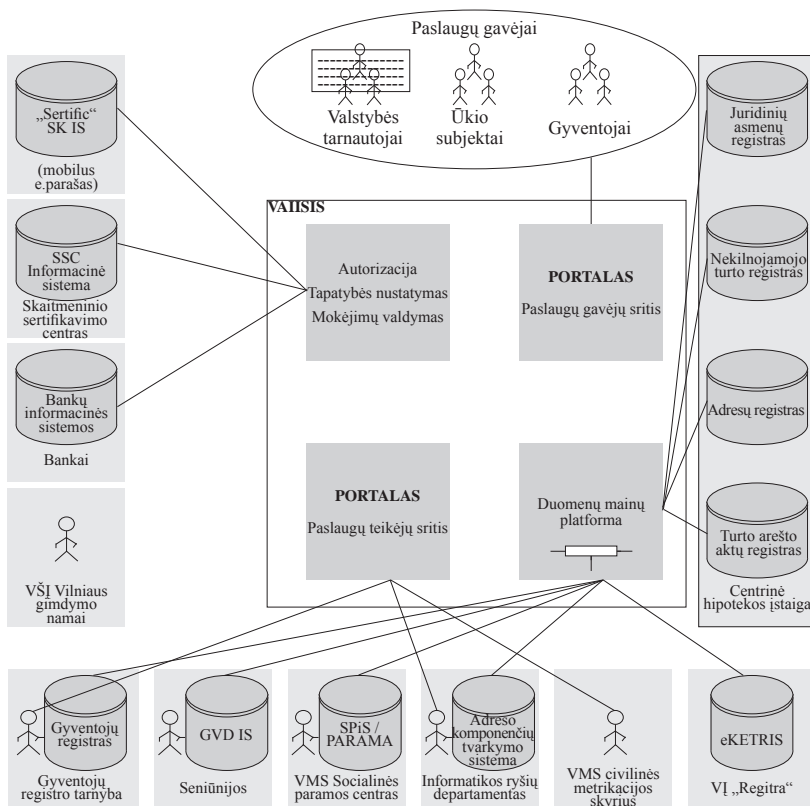 Paslaugų gavėjai
Valstybės
tarnautojai
Ūkio
subjektai
Gyventojai
„Sertific“
SK IS
(mobilus
e.parašas)
SSC
Informacinė
sistema
Skaitmeninio
sertifikavimo
centras
Bankų
informacinės
sistemos
Bankai
VŠĮ Vilniaus
gimdymo
namai
VAIISIS
Autorizacija
Tapatybės nustatymas
Mokėjimų valdymas
PORTALAS
Paslaugų gavėjų sritis
PORTALAS
Paslaugų teikėjų sritis
Duomenų mainų
platforma
Juridinių
asmenų
registras
Nekilnojamojo
turto registras
Adresų registras
Turto arešto
aktų registras
Centrinė
hipotekos įstaiga
Gyventojų
registras
Gyventojų
registro tarnyba
GVD IS
Seniūnijos
SPiS /
PARAMA
VMS Socialinės
paramos centras
Adreso
komponenčių
tvarkymo
sistema
Informatikos ryšių
departamentas
VMS civilinės
metrikacijos
skyrius
eKETRIS
VĮ „Regitra“